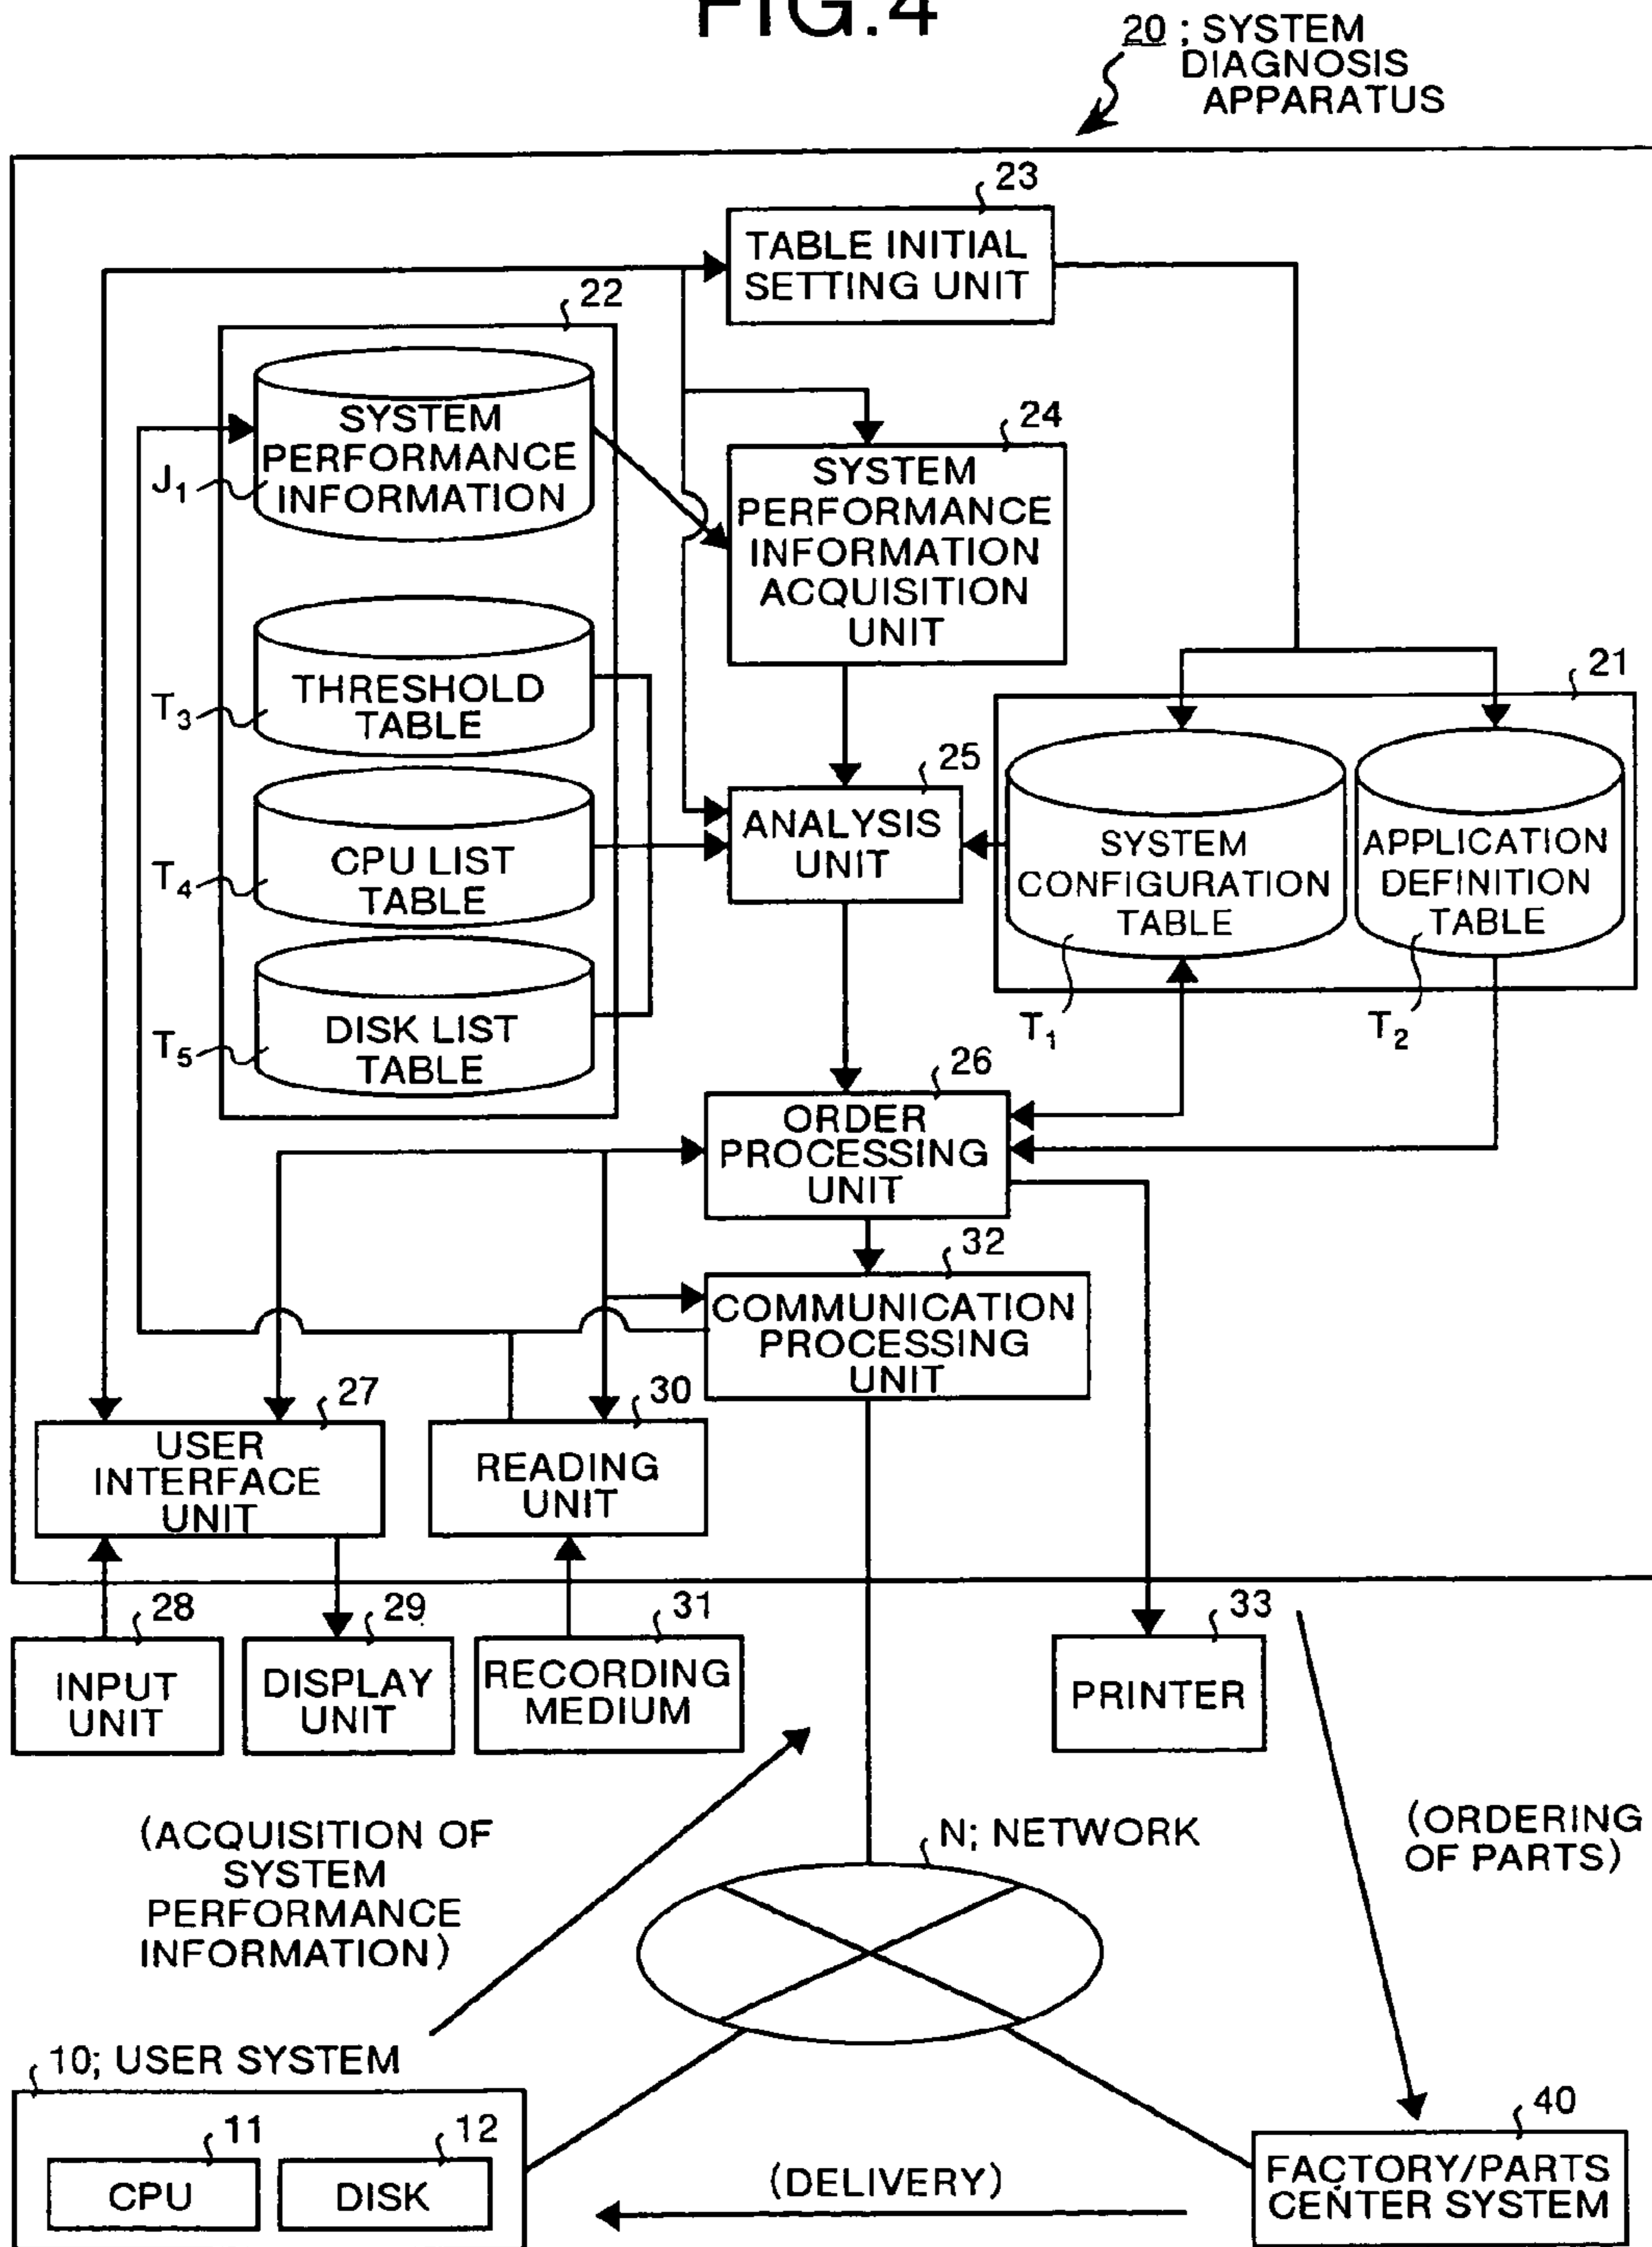 FIG.4
20 ; SYSTEM
DIAGNOSIS
APPARATUS
23
TABLE INITIAL
SETTING UNIT
22
SYSTEM
PERFORMANCE
INFORMATION
J1
24
SYSTEM
PERFORMANCE
INFORMATION
ACQUISITION
UNIT
T3
THRESHOLD
TABLE
21
25
ANALYSIS
UNIT
T4
CPU LIST
TABLE
SYSTEM
CONFIGURATION
TABLE
APPLICATION
DEFINITION
TABLE
T1
T2
T5
DISK LIST
TABLE
26
ORDER
PROCESSING
UNIT
32
COMMUNICATION
PROCESSING
UNIT
27
USER
INTERFACE
UNIT
30
READING
UNIT
28
INPUT
UNIT
29
DISPLAY
UNIT
31
RECORDING
MEDIUM
33
PRINTER
(ACQUISITION OF
SYSTEM
PERFORMANCE
INFORMATION)
N; NETWORK
(ORDERING
OF PARTS)
10; USER SYSTEM
11
CPU
12
DISK
(DELIVERY)
40
FACTORY/PARTS
CENTER SYSTEM